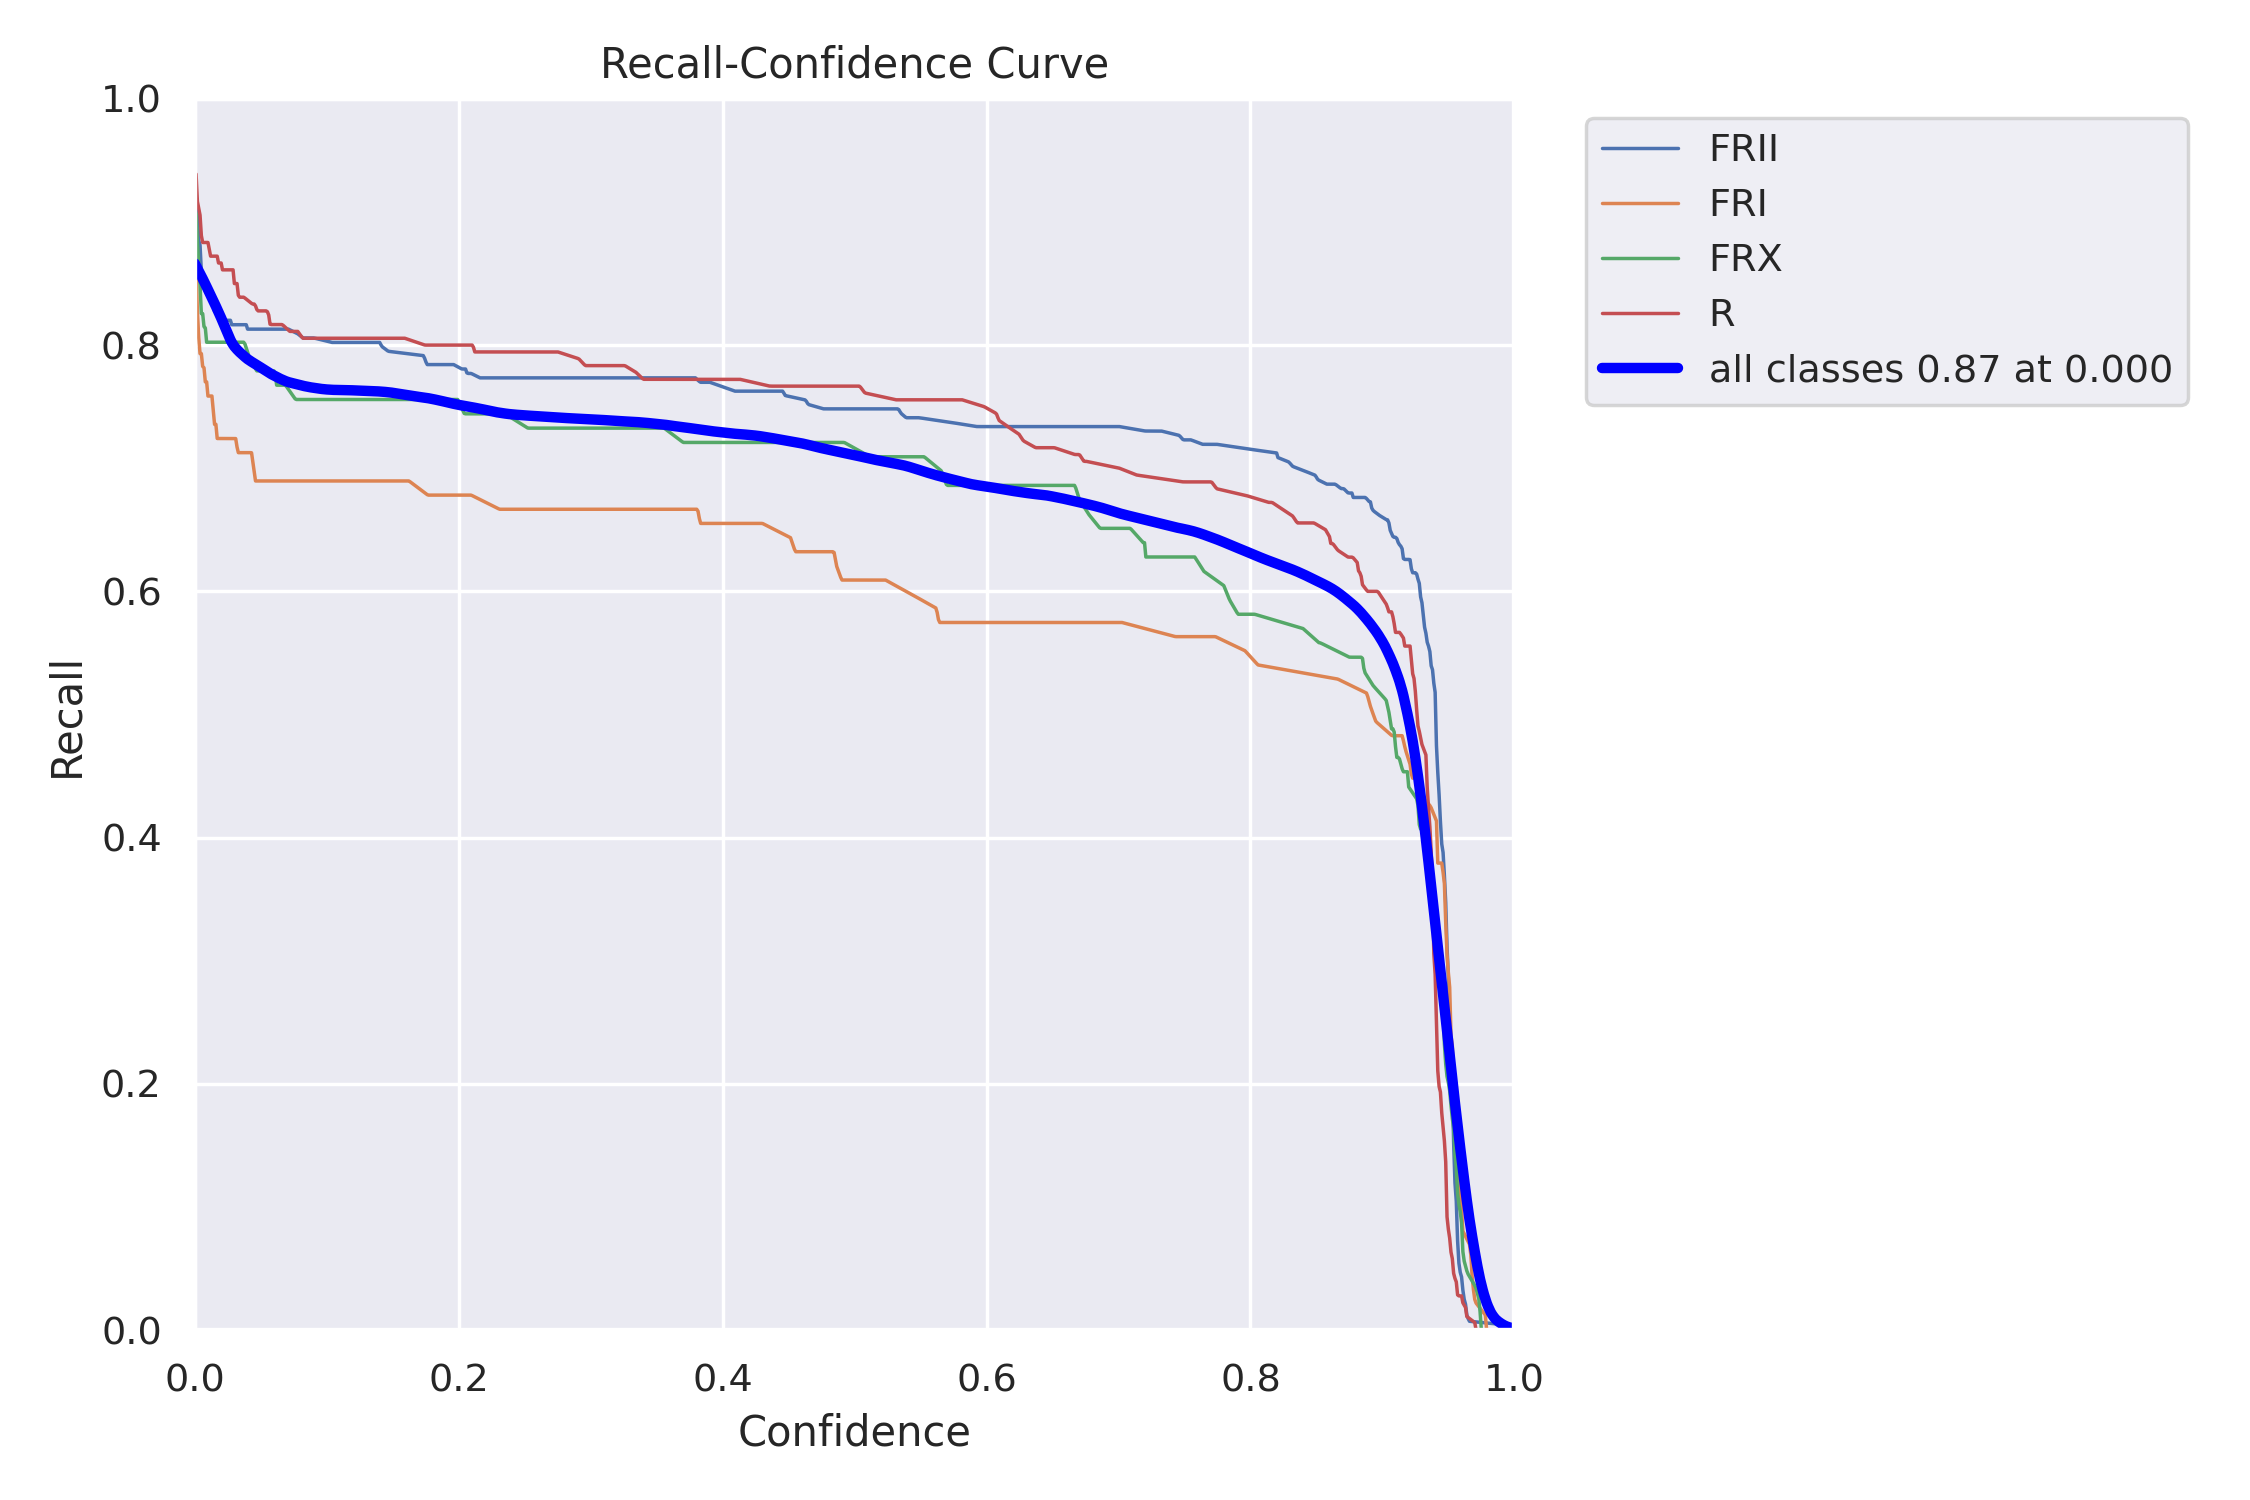 Recall-Confidence Curve
1.0
0.8
0.6
0.4
0.2
0.0
Recall
0.0 0.2 0.4 0.6 0.8 1.0
Confidence
FRII
FRI
FRX
R
all classes 0.87 at 0.000